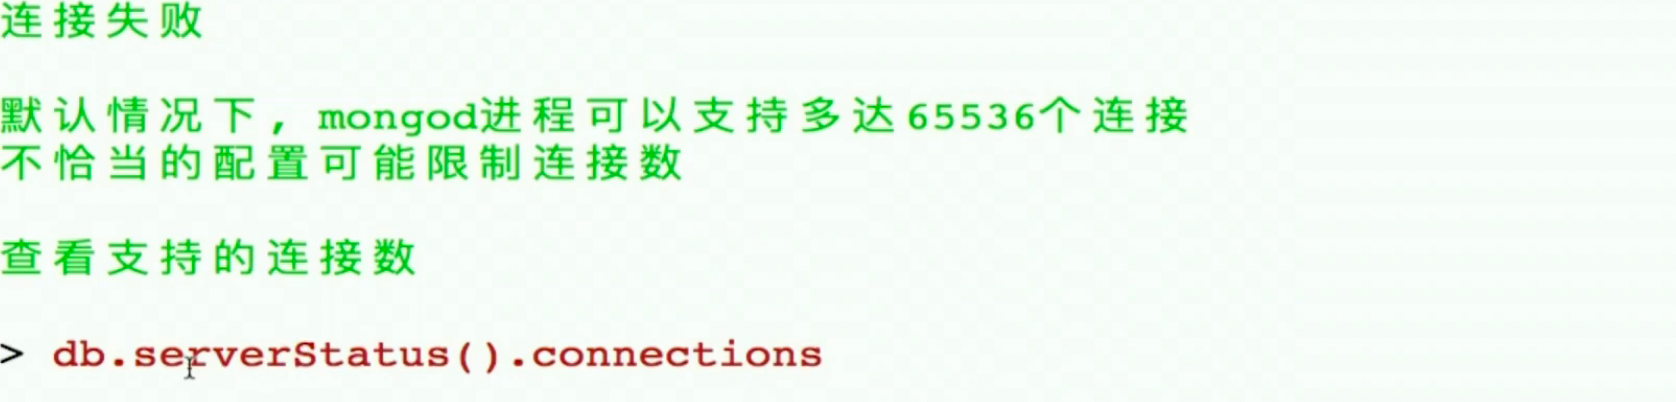 连接失败
默认情况下, mongod进程可以支持多达65536个连接
不恰当的配置可能限制连接数
查看支持的连接数
> db.serverStatus().connections